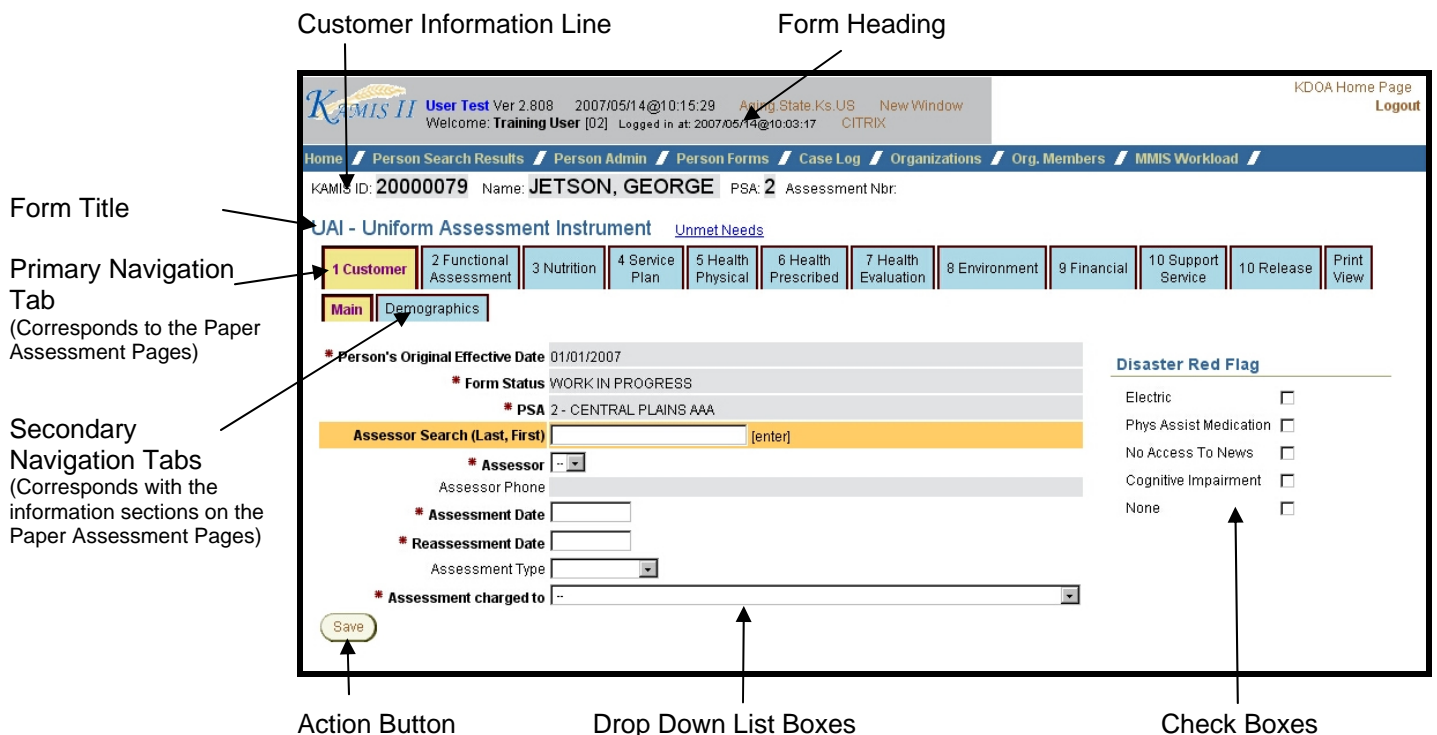 Customer Information Line
Form Heading
KAMIS II
User Test Ver 2.808 2007/05/14@10:15:29 Aging.State.Ks.US New Window
Welcome: Training User [02] Logged in at: 2007/05/14@10:03:17 CITRIX
KDOA Home Page
Logout
Home Person Search Results Person Admin Person Forms Case Log Organizations Org. Members MMIS Workload
KAMIS ID: 20000079 Name: JETSON, GEORGE PSA: 2 Assessment Nbr:
Form Title
UAI - Uniform Assessment Instrument Unmet Needs
Primary Navigation
Tab
(Corresponds to the Paper
Assessment Pages)
1 Customer
2 Functional
Assessment
3 Nutrition
4 Service
Plan
5 Health
Physical
6 Health
Prescribed
7 Health
Evaluation
8 Environment
9 Financial
10 Support
Service
10 Release
Print
View
Main Demographics
Secondary
Navigation Tabs
(Corresponds with the
information sections on the
Paper Assessment Pages)
* Person's Original Effective Date 01/01/2007
* Form Status WORK IN PROGRESS
* PSA 2 - CENTRAL PLAINS AAA
Assessor Search (Last, First) [enter]
* Assessor --
Assessor Phone
* Assessment Date
* Reassessment Date
Assessment Type
* Assessment charged to --
Save
Disaster Red Flag
Electric
Phys Assist Medication
No Access To News
Cognitive Impairment
None
Action Button
Drop Down List Boxes
Check Boxes